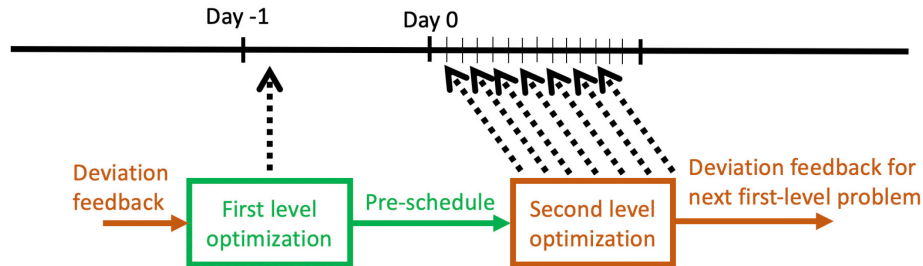 Day -1
Day 0
Deviation
feedback
First level
optimization
Pre-schedule
Second level
optimization
Deviation feedback for
next first-level problem